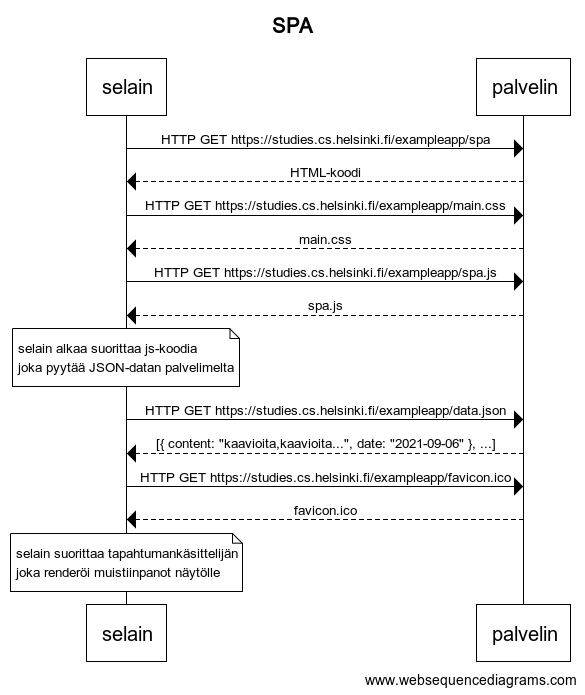 SPA
selain palvelin
HTTP GET https://studies.cs.helsinki.fi/exampleapp/spa
HTML-koodi
HTTP GET https://studies.cs.helsinki.fi/exampleapp/main.css
main.css
HTTP GET https://studies.cs.helsinki.fi/exampleapp/spa.js
spa.js
selain alkaa suorittaa js-koodia
joka pyytää JSON-datan palvelimelta
HTTP GET https://studies.cs.helsinki.fi/exampleapp/data.json
[{ content: "kaavioita,kaavioita...", date: "2021-09-06" }, ...]
HTTP GET https://studies.cs.helsinki.fi/exampleapp/favicon.ico
favicon.ico
selain suorittaa tapahtumankäsittelijän
joka renderöi muistiinpanot näytölle
selain palvelin
www.websequencediagrams.com